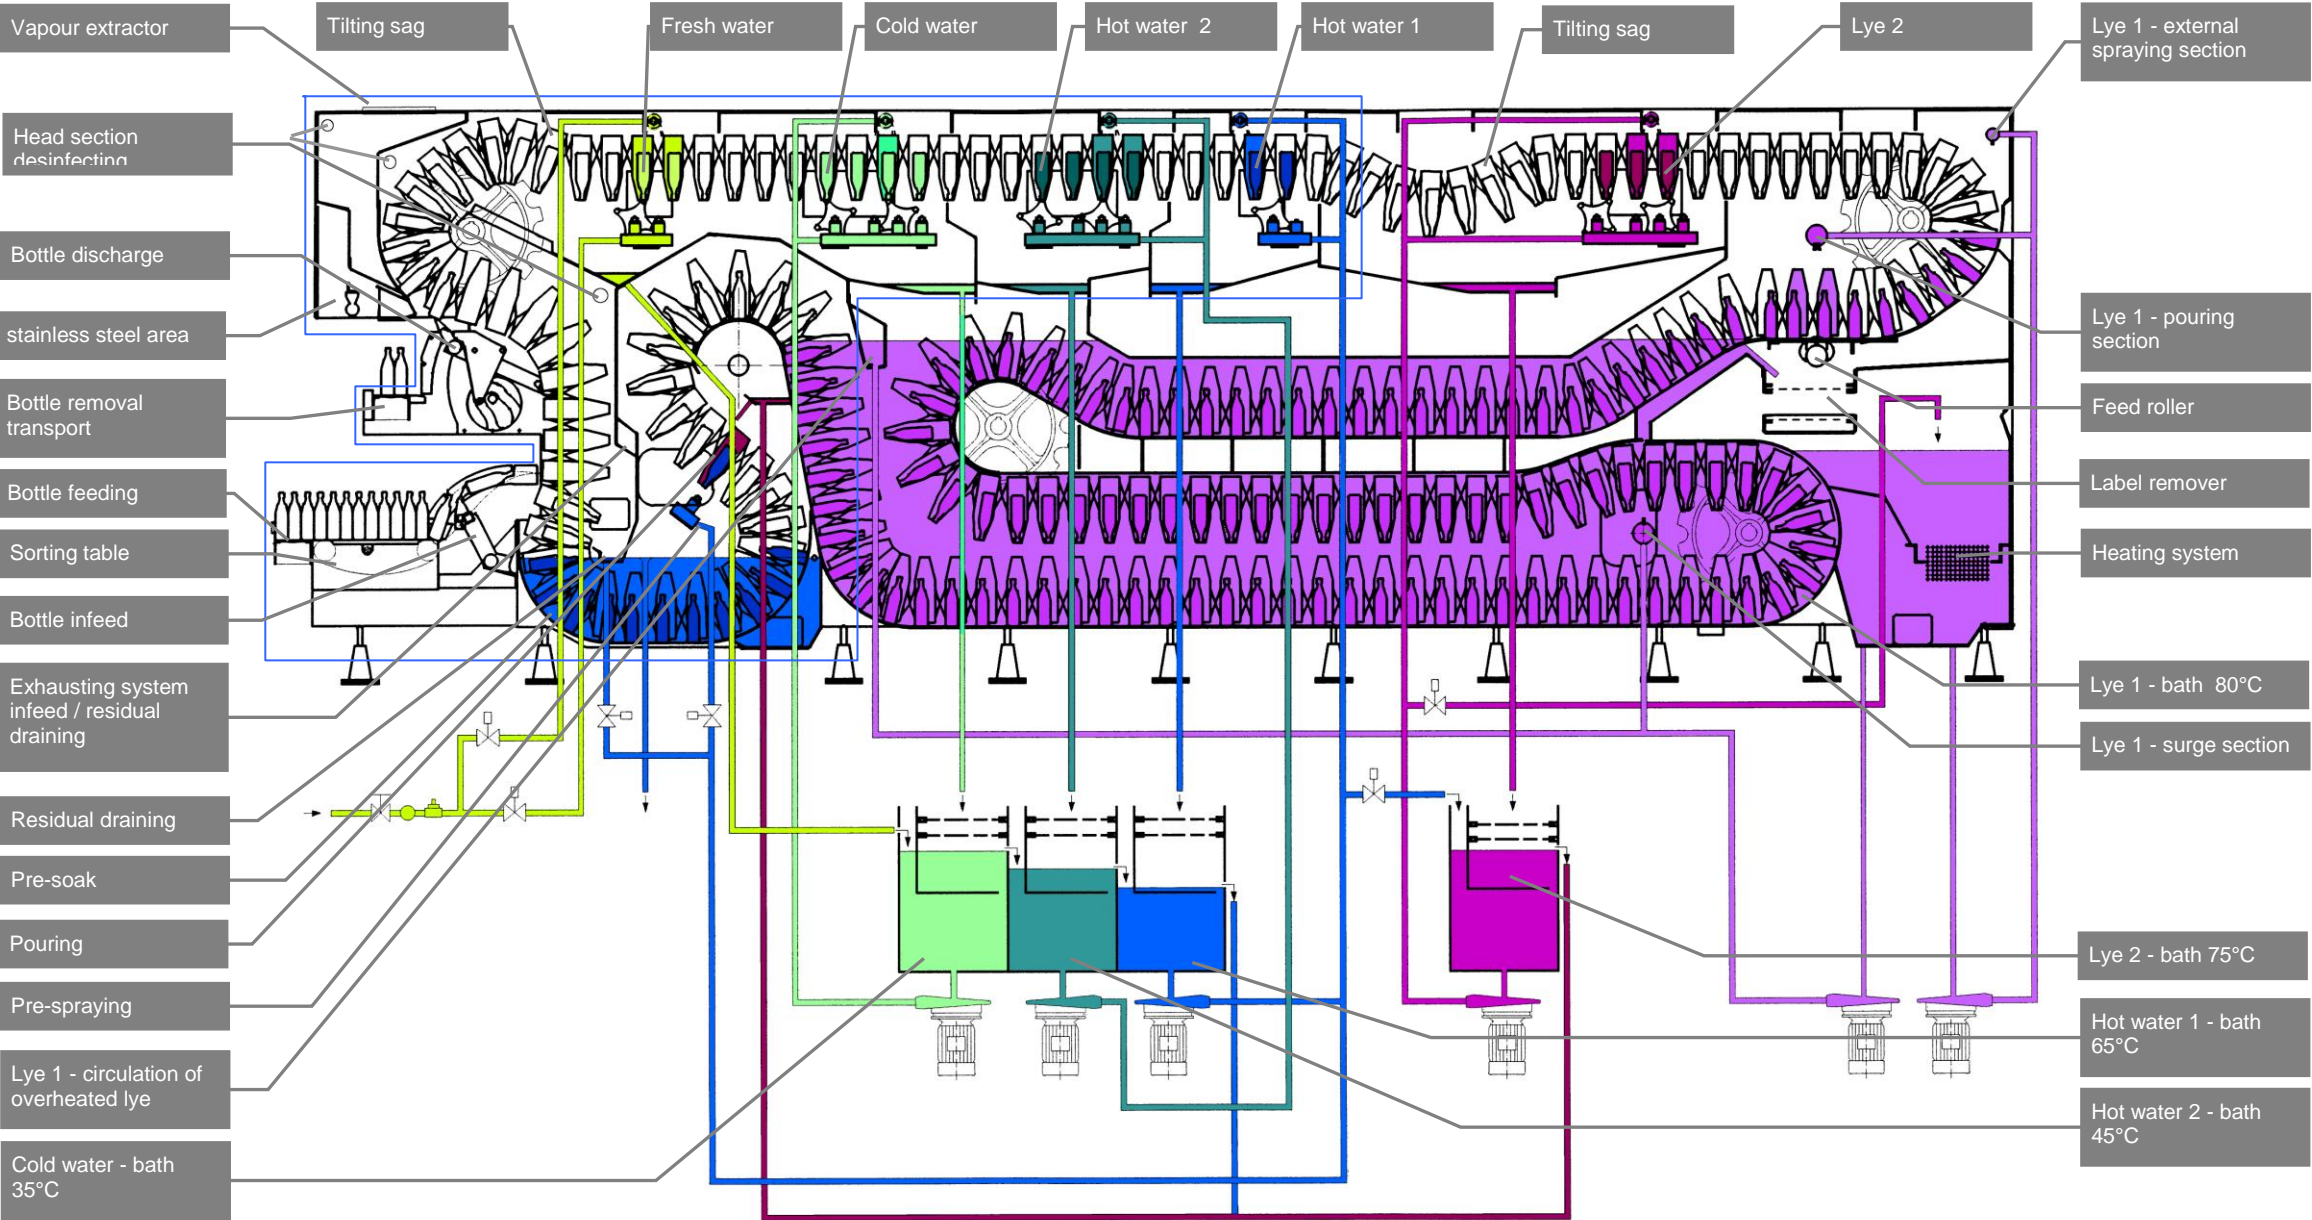 Vapour extractor
Tilting sag
Fresh water
Cold water
Hot water  2
Hot water 1
Tilting sag
Lye 2
Lye 1 - external
spraying section
Head section
desinfecting
Bottle discharge
stainless steel area
Bottle removal
transport
Bottle feeding
Sorting table
Bottle infeed
Exhausting system
infeed / residual
draining
Residual draining
Pre-soak
Pouring
Pre-spraying
Lye 1 - circulation of
overheated lye
Cold water - bath
35°C
Lye 1 - pouring
section
Feed roller
Label remover
Heating system
Lye 1 - bath  80°C
Lye 1 - surge section
Lye 2 - bath 75°C
Hot water 1 - bath
65°C
Hot water 2 - bath
45°C